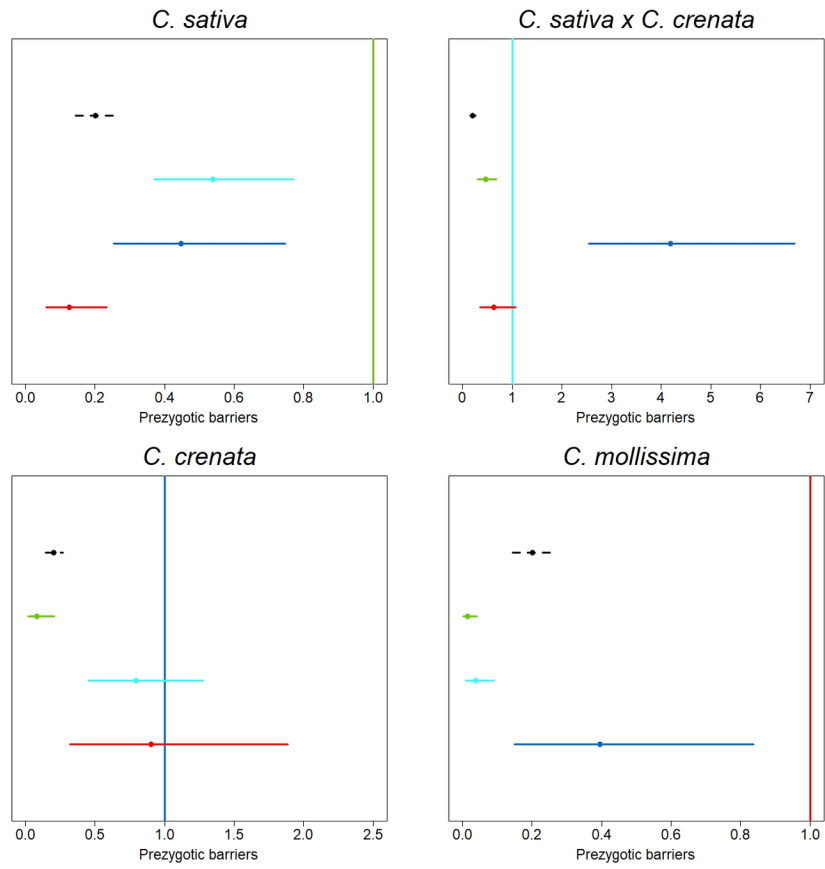 C. sativa
0.0 0.2 0.4 0.6 0.8 1.0
Prezygotic barriers
C. sativa x C. crenata
0 1 2 3 4 5 6 7
Prezygotic barriers
C. crenata
0.0 0.5 1.0 1.5 2.0 2.5
Prezygotic barriers
C. mollissima
0.0 0.2 0.4 0.6 0.8 1.0
Prezygotic barriers